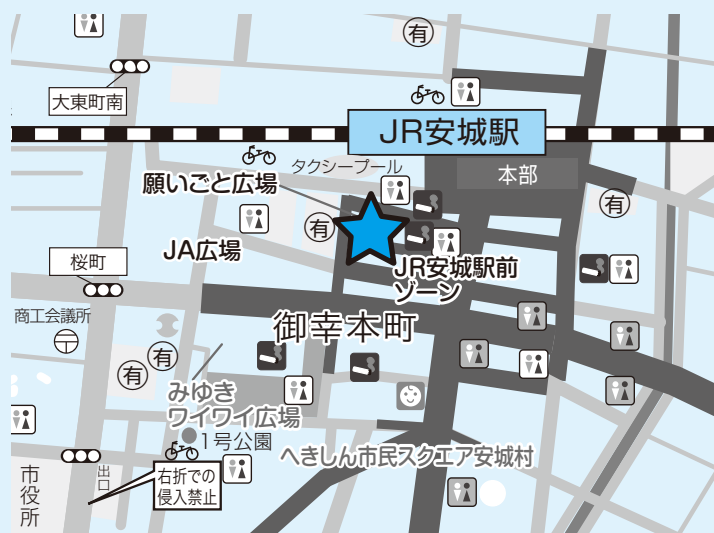 有
大東町南
JR安城駅
タクシープール
本部
願いごと広場
有
有
JA広場
JR安城駅前
ゾーン
桜町
商工会議所
御幸本町
有
有
みゆき
ワイワイ広場
1号公園
へきしん市民スクエア安城村
出口
右折での
侵入禁止
市役所